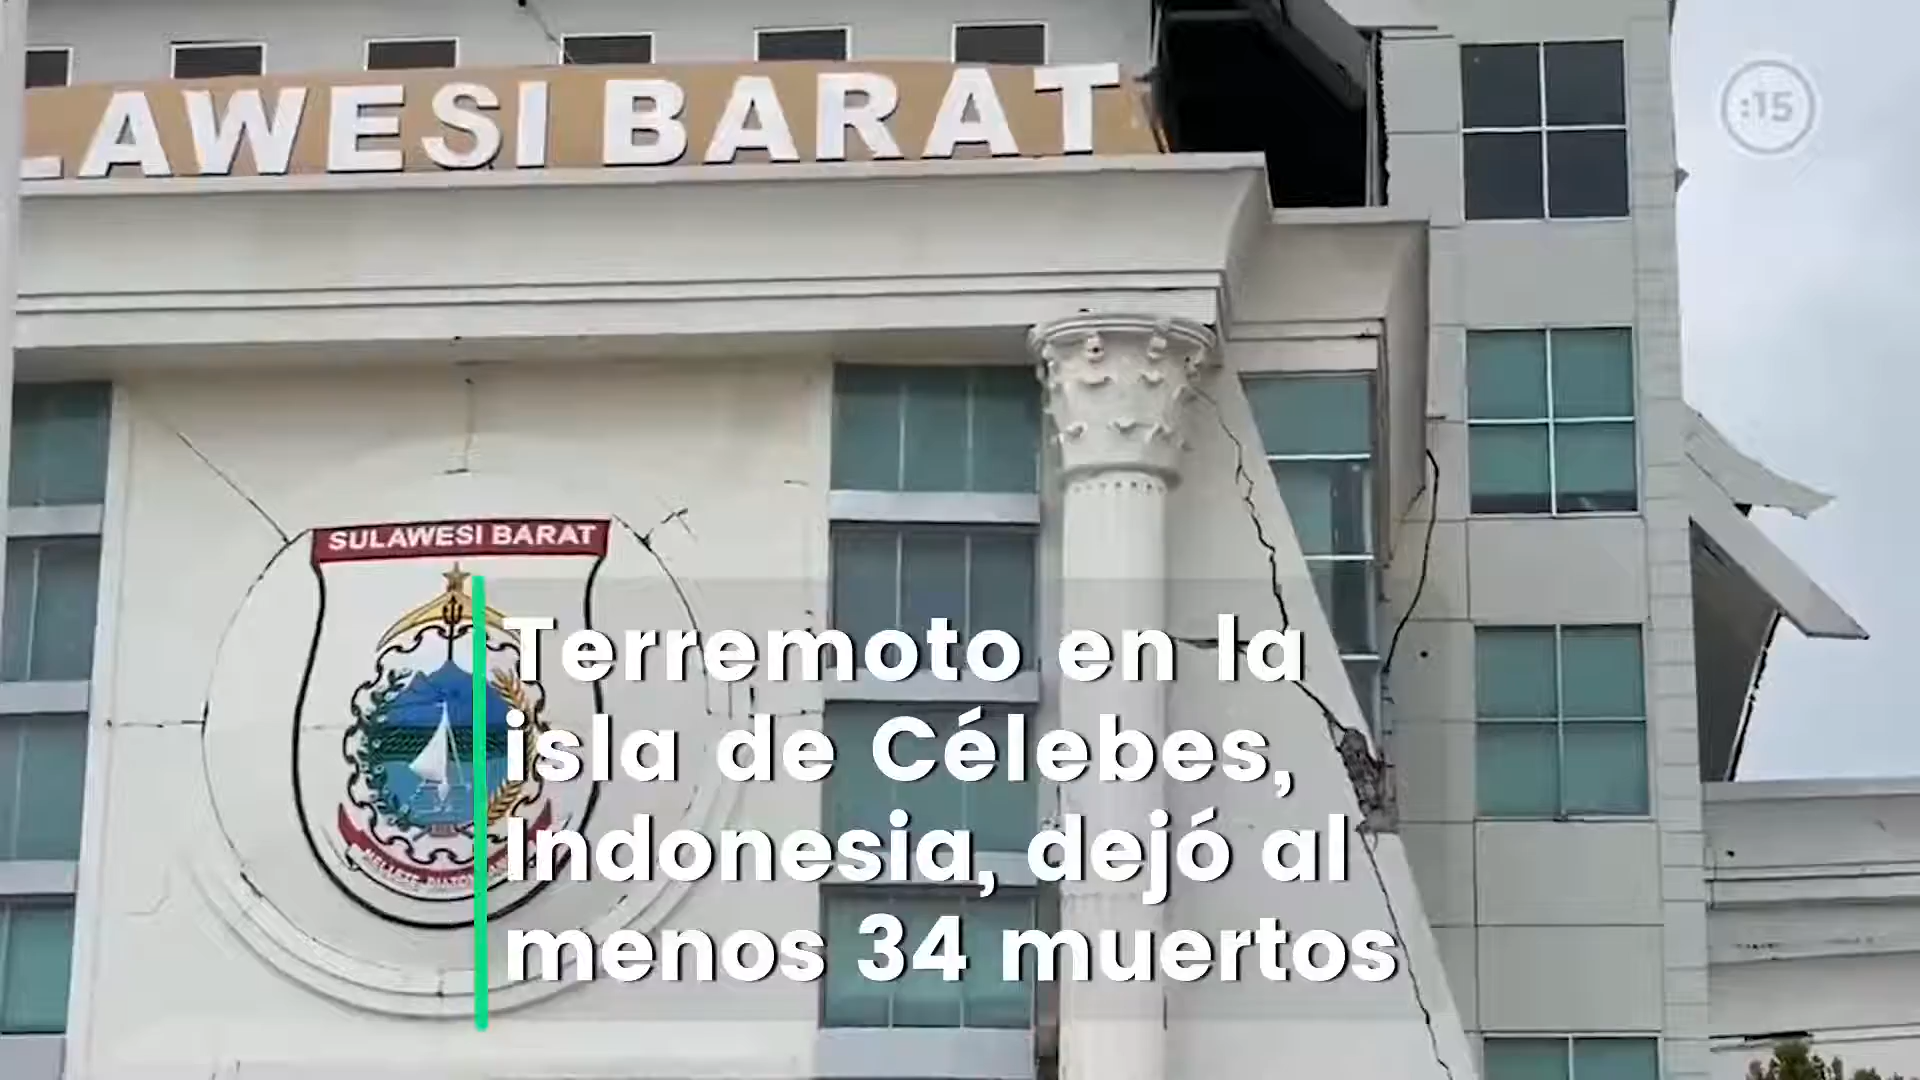 LAWESI BARAT
:15
SULAWESI BARAT
Terremoto en la
isla de Célebes,
Indonesia, dejó al
menos 34 muertos